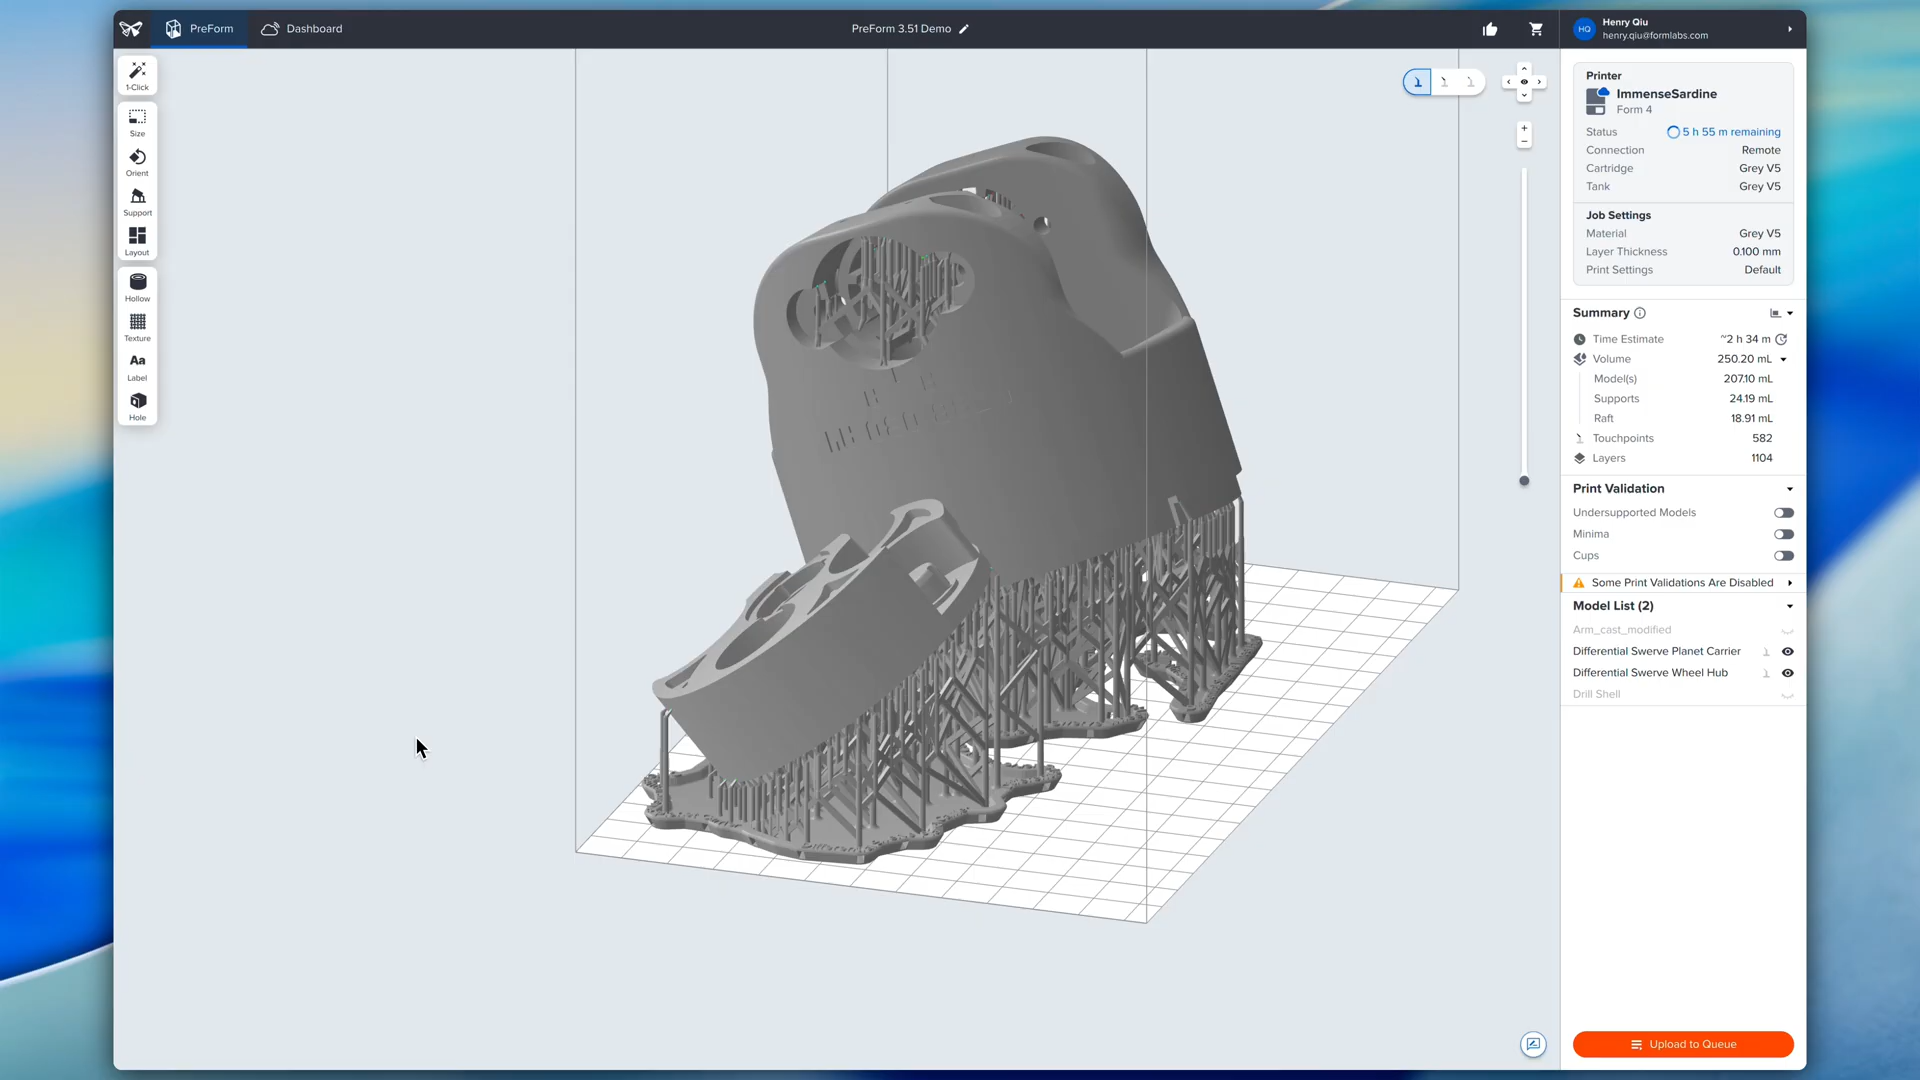 PreForm
Dashboard
PreForm 3.51 Demo
HQ
Henry Qiu
henry.qiu@formlabs.com
1-Click
Size
Orient
Support
Layout
Hollow
Texture
Aa
Label
Hole
Printer
ImmenseSardine
Form 4
Status 5 h 55 m remaining
Connection Remote
Cartridge Grey V5
Tank Grey V5
Job Settings
Material Grey V5
Layer Thickness 0.100 mm
Print Settings Default
Summary
Time Estimate ~2 h 34 m
Volume 250.20 mL
Model(s) 207.10 mL
Supports 24.19 mL
Raft 18.91 mL
Touchpoints 582
Layers 1104
Print Validation
Undersupported Models
Minima
Cups
Some Print Validations Are Disabled
Model List (2)
Arm_cast_modified
Differential Swerve Planet Carrier
Differential Swerve Wheel Hub
Drill Shell
Upload to Queue